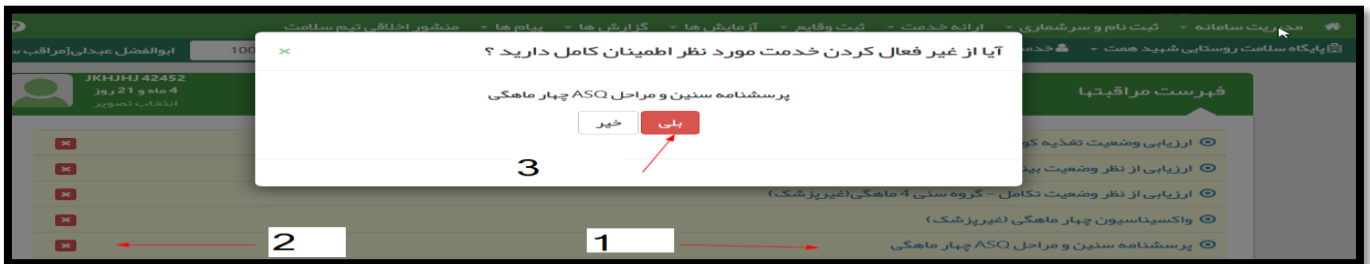 مدیریت سامانه ثبت نام و سرشماری ارائه خدمت ثبت وقایع آزمایش ها گزارش ها پیام ها منشور اخلاقی تیم سلامت
پایگاه سلامت روستایی شهید همت خدمت 100 ابوالفضل عبدلی(مراقب س
آیا از غیر فعال کردن خدمت مورد نظر اطمینان کامل دارید ؟ ×
پرسشنامه سنین و مراحل ASQ چهار ماهگی
بلی خیر
3
فهرست مراقبتها
JKHJHJ 42452
4 ماه و 21 روز
انتخاب تصویر
ارزیابی وضعیت تغذیه کو
ارزیابی از نظر وضعیت بین
ارزیابی از نظر وضعیت تکامل – گروه سنی 4 ماهگی(غیرپزشک)
واکسیناسیون چهار ماهگی (غیرپزشک)
پرسشنامه سنین و مراحل ASQ چهار ماهگی
1
2